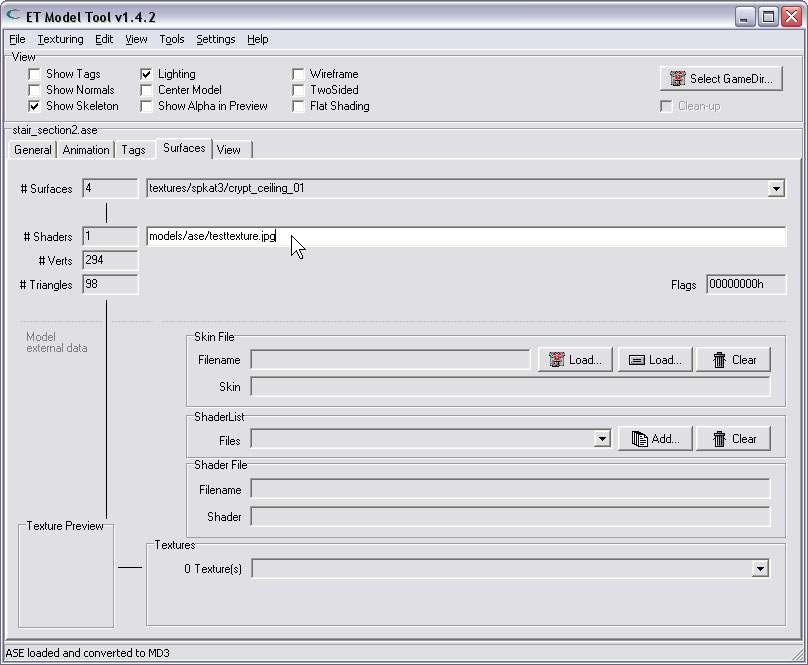 ET Model Tool v1.4.2
File Texturing Edit View Tools Settings Help
View
Show Tags Lighting Wireframe
Show Normals Center Model TwoSided
Show Skeleton Show Alpha in Preview Flat Shading
Select GameDir...
Clean-up
stair_section2.ase
General Animation Tags Surfaces View
# Surfaces 4 textures/spkat3/crypt_ceiling_01
# Shaders 1 models/ase/testtexture.jpg
# Verts 294
# Triangles 98 Flags 00000000h
Model
external data
Skin File
Filename Load... Load... Clear
Skin
ShaderList
Files Add... Clear
Shader File
Filename
Shader
Texture Preview
Textures
0 Texture(s)
ASE loaded and converted to MD3